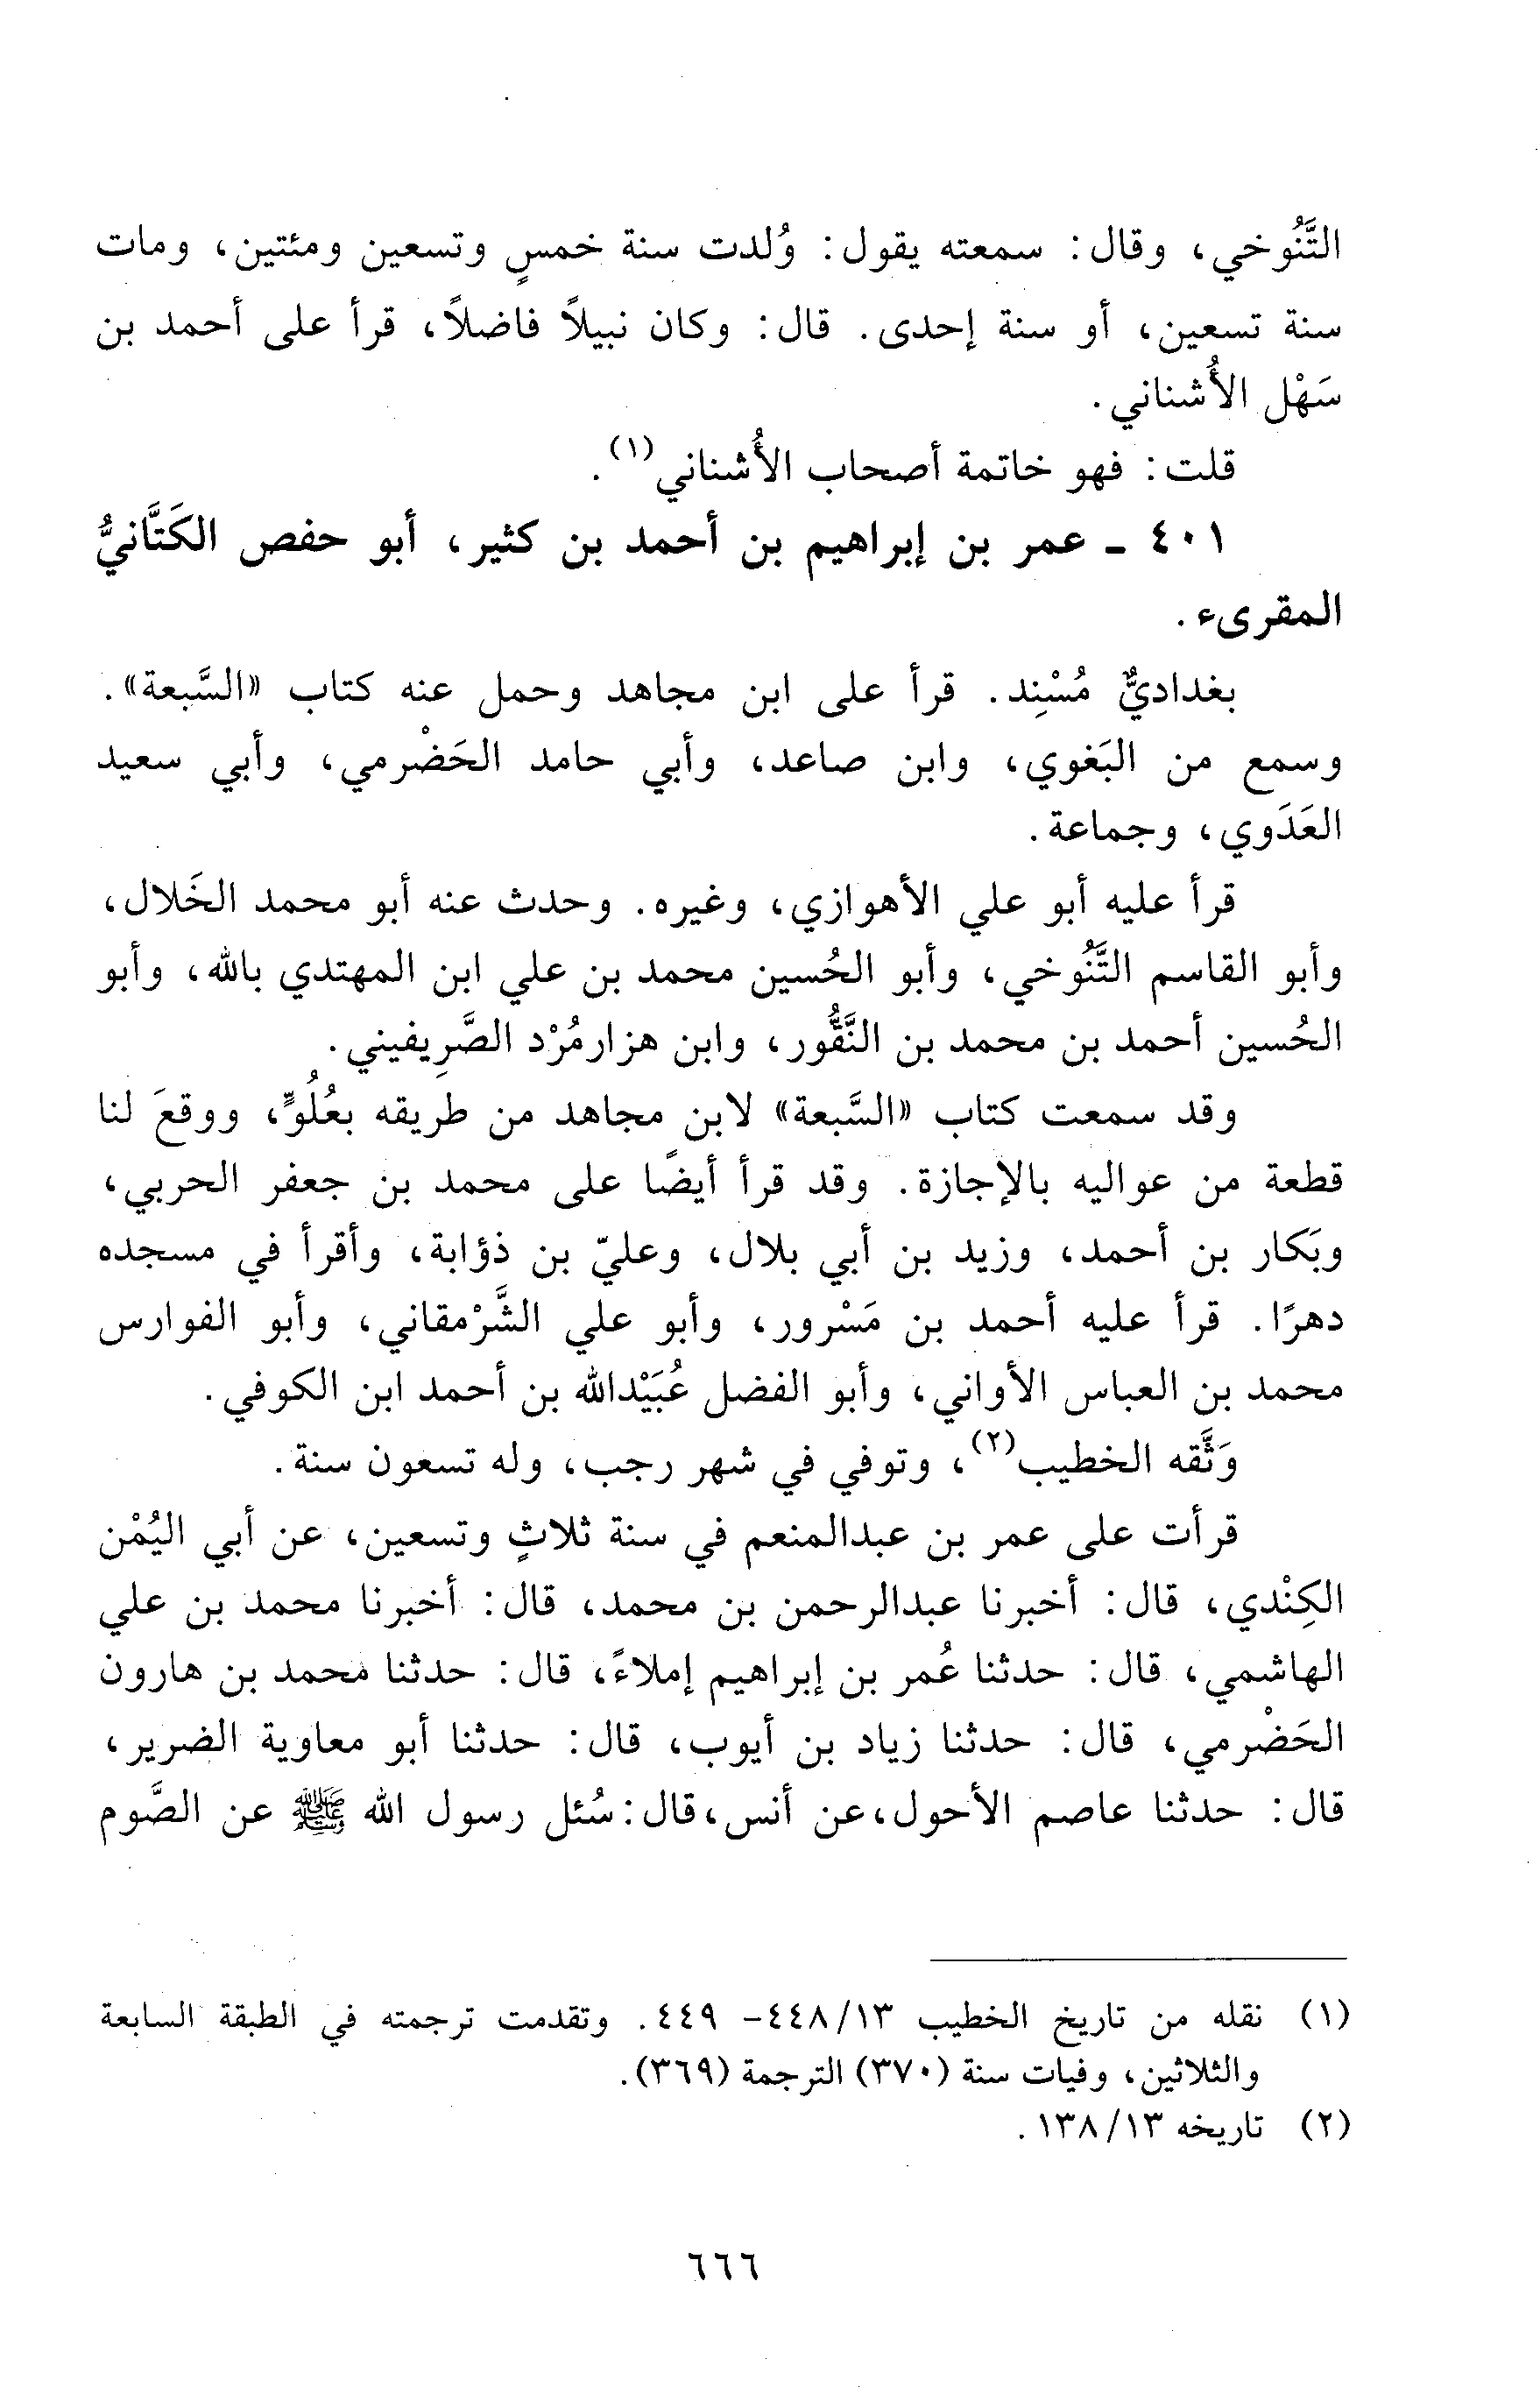 التَّنُوخي، وقال: سمعته يقول: وُلدت سنة خمسٍ وتسعين ومئتين، ومات
سنة تسعين، أو سنة إحدى. قال: وكان نبيلاً فاضلاً، قرأ على أحمد بن
سَهْل الأُشناني.
قلت: فهو خاتمة أصحاب الأُشناني(١).
٤٠١ ـ عمر بن إبراهيم بن أحمد بن كثير، أبو حفص الكَتَّانيُّ
المقرىء.
بغداديٌّ مُسْنِد. قرأ على ابن مجاهد وحمل عنه كتاب «السَّبعة».
وسمع من البَغوي، وابن صاعد، وأبي حامد الحَضْرمي، وأبي سعيد
العَدَوي، وجماعة.
قرأ عليه أبو علي الأهوازي، وغيره. وحدث عنه أبو محمد الخَلال،
وأبو القاسم التَّنُوخي، وأبو الحُسين محمد بن علي ابن المهتدي بالله، وأبو
الحُسين أحمد بن محمد بن النَّقُّور، وابن هزارمُرْد الصَّرِيفيني.
وقد سمعت كتاب «السَّبعة» لابن مجاهد من طريقه بعُلُوٍّ، ووقعَ لنا
قطعة من عواليه بالإجازة. وقد قرأ أيضًا على محمد بن جعفر الحربي،
وبَكار بن أحمد، وزيد بن أبي بلال، وعليّ بن ذؤابة، وأقرأ في مسجده
دهرًا. قرأ عليه أحمد بن مَسْرور، وأبو علي الشَّرْمقاني، وأبو الفوارس
محمد بن العباس الأواني، وأبو الفضل عُبَيْدالله بن أحمد ابن الكوفي.
وَثَّقه الخطيب(٢)، وتوفي في شهر رجب، وله تسعون سنة.
قرأت على عمر بن عبدالمنعم في سنة ثلاثٍ وتسعين، عن أبي اليُمْن
الكِنْدي، قال: أخبرنا عبدالرحمن بن محمد، قال: أخبرنا محمد بن علي
الهاشمي، قال: حدثنا عُمر بن إبراهيم إملاءً، قال: حدثنا محمد بن هارون
الحَضْرمي، قال: حدثنا زياد بن أيوب، قال: حدثنا أبو معاوية الضرير،
قال: حدثنا عاصم الأحول، عن أنس، قال: سُئل رسول الله ﷺ عن الصَّوم
(١) نقله من تاريخ الخطيب ١٣/٤٤٨- ٤٤٩. وتقدمت ترجمته في الطبقة السابعة
والثلاثين، وفيات سنة (٣٧٠) الترجمة (٣٦٩).
(٢) تاريخه ١٣/١٣٨.
٦٦٦